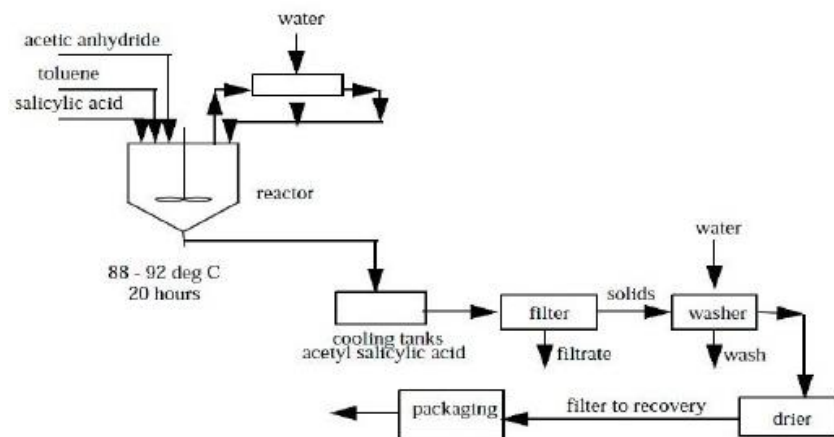 water
acetic anhydride
toluene
salicylic acid
reactor
88 - 92 deg C
20 hours
water
cooling tanks
acetyl salicylic acid
filter
solids
washer
filtrate
wash
packaging
filter to recovery
drier